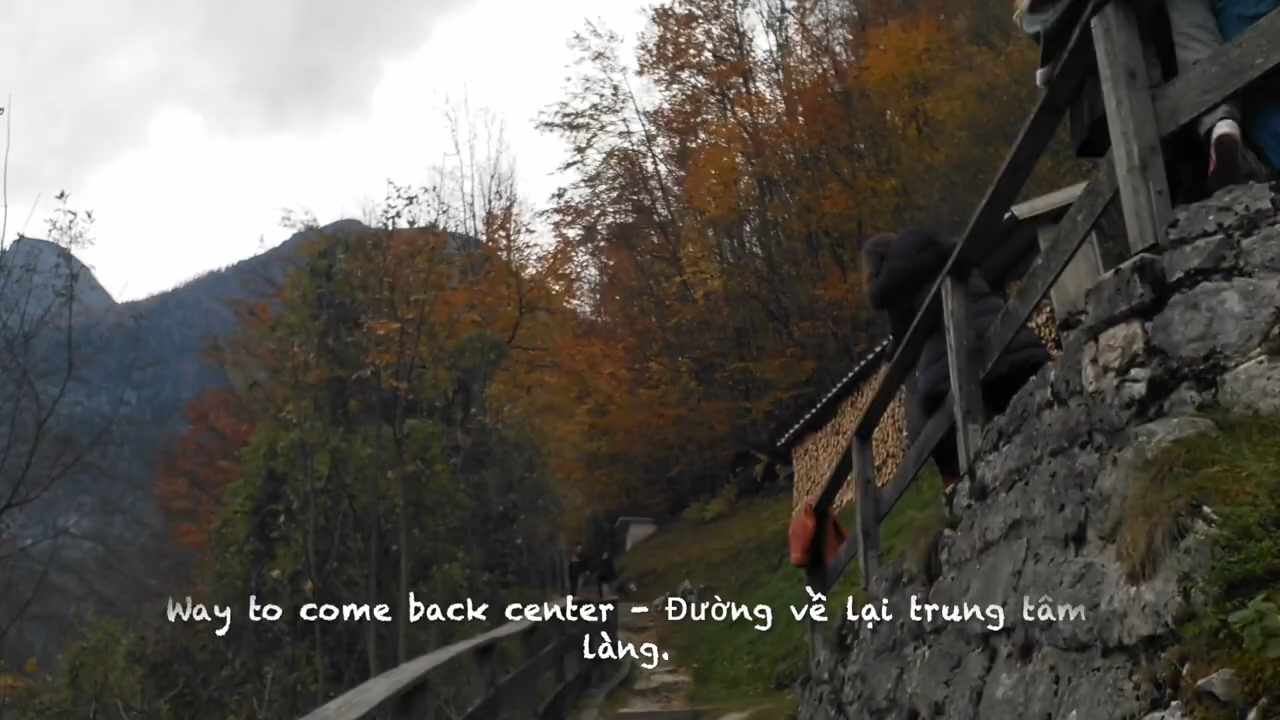 Way to come back center - Đường về lại trung tâm
làng.